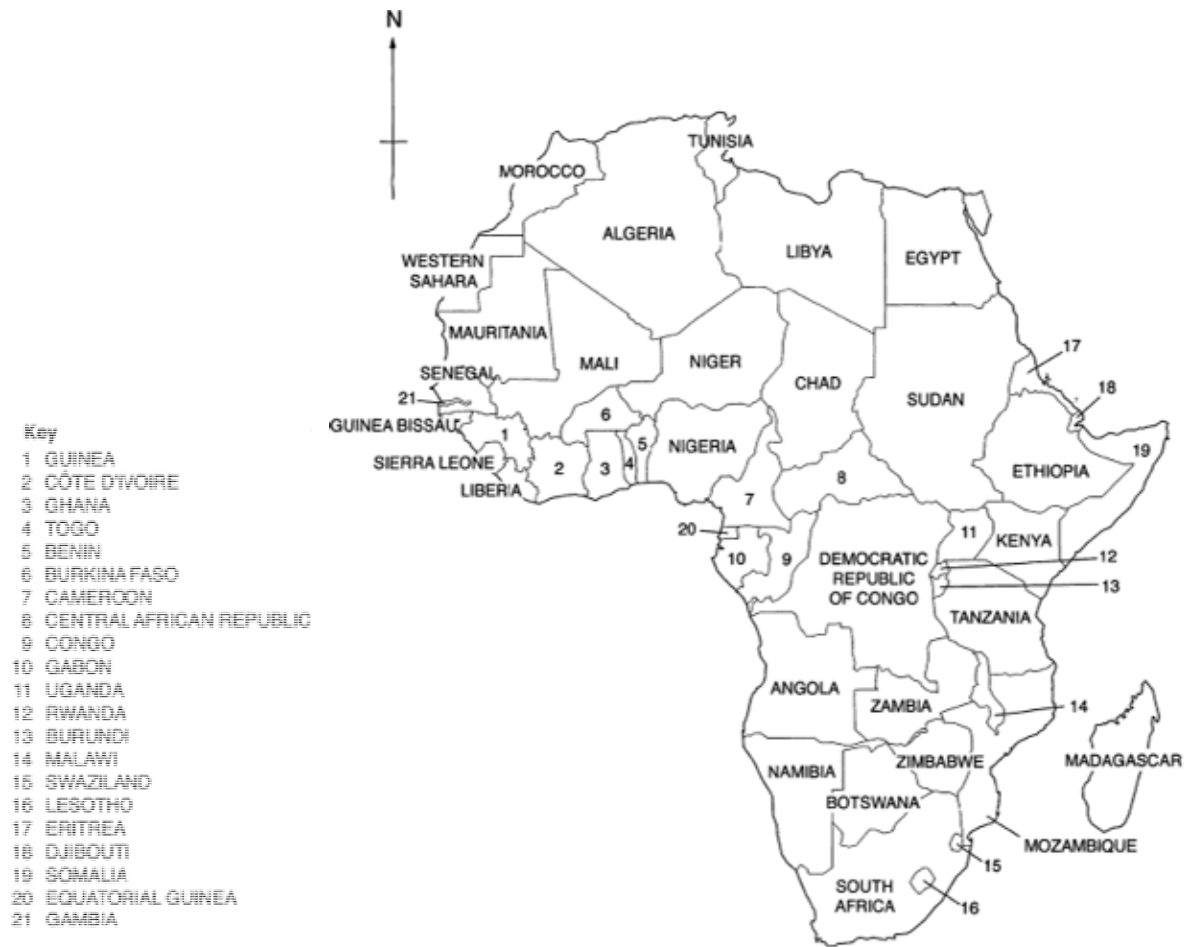 N
TUNISIA
MOROCCO
ALGERIA
LIBYA
EGYPT
WESTERN
SAHARA
MAURITANIA
MALI
NIGER
CHAD
SUDAN
17
18
SENEGAL
21
GUINEA BISSAU
6
NIGERIA
5
19
ETHIOPIA
1
SIERRA LEONE
2
3
4
LIBERIA
7
8
20
10
9
DEMOCRATIC
REPUBLIC
OF CONGO
11
KENYA
12
13
TANZANIA
ANGOLA
ZAMBIA
14
NAMIBIA
ZIMBABWE
MADAGASCAR
BOTSWANA
MOZAMBIQUE
15
SOUTH
AFRICA
16
Key
1 GUINEA
2 CÔTE D'IVOIRE
3 GHANA
4 TOGO
5 BENIN
6 BURKINA FASO
7 CAMEROON
8 CENTRAL AFRICAN REPUBLIC
9 CONGO
10 GABON
11 UGANDA
12 RWANDA
13 BURUNDI
14 MALAWI
15 SWAZILAND
16 LESOTHO
17 ERITREA
18 DJIBOUTI
19 SOMALIA
20 EQUATORIAL GUINEA
21 GAMBIA